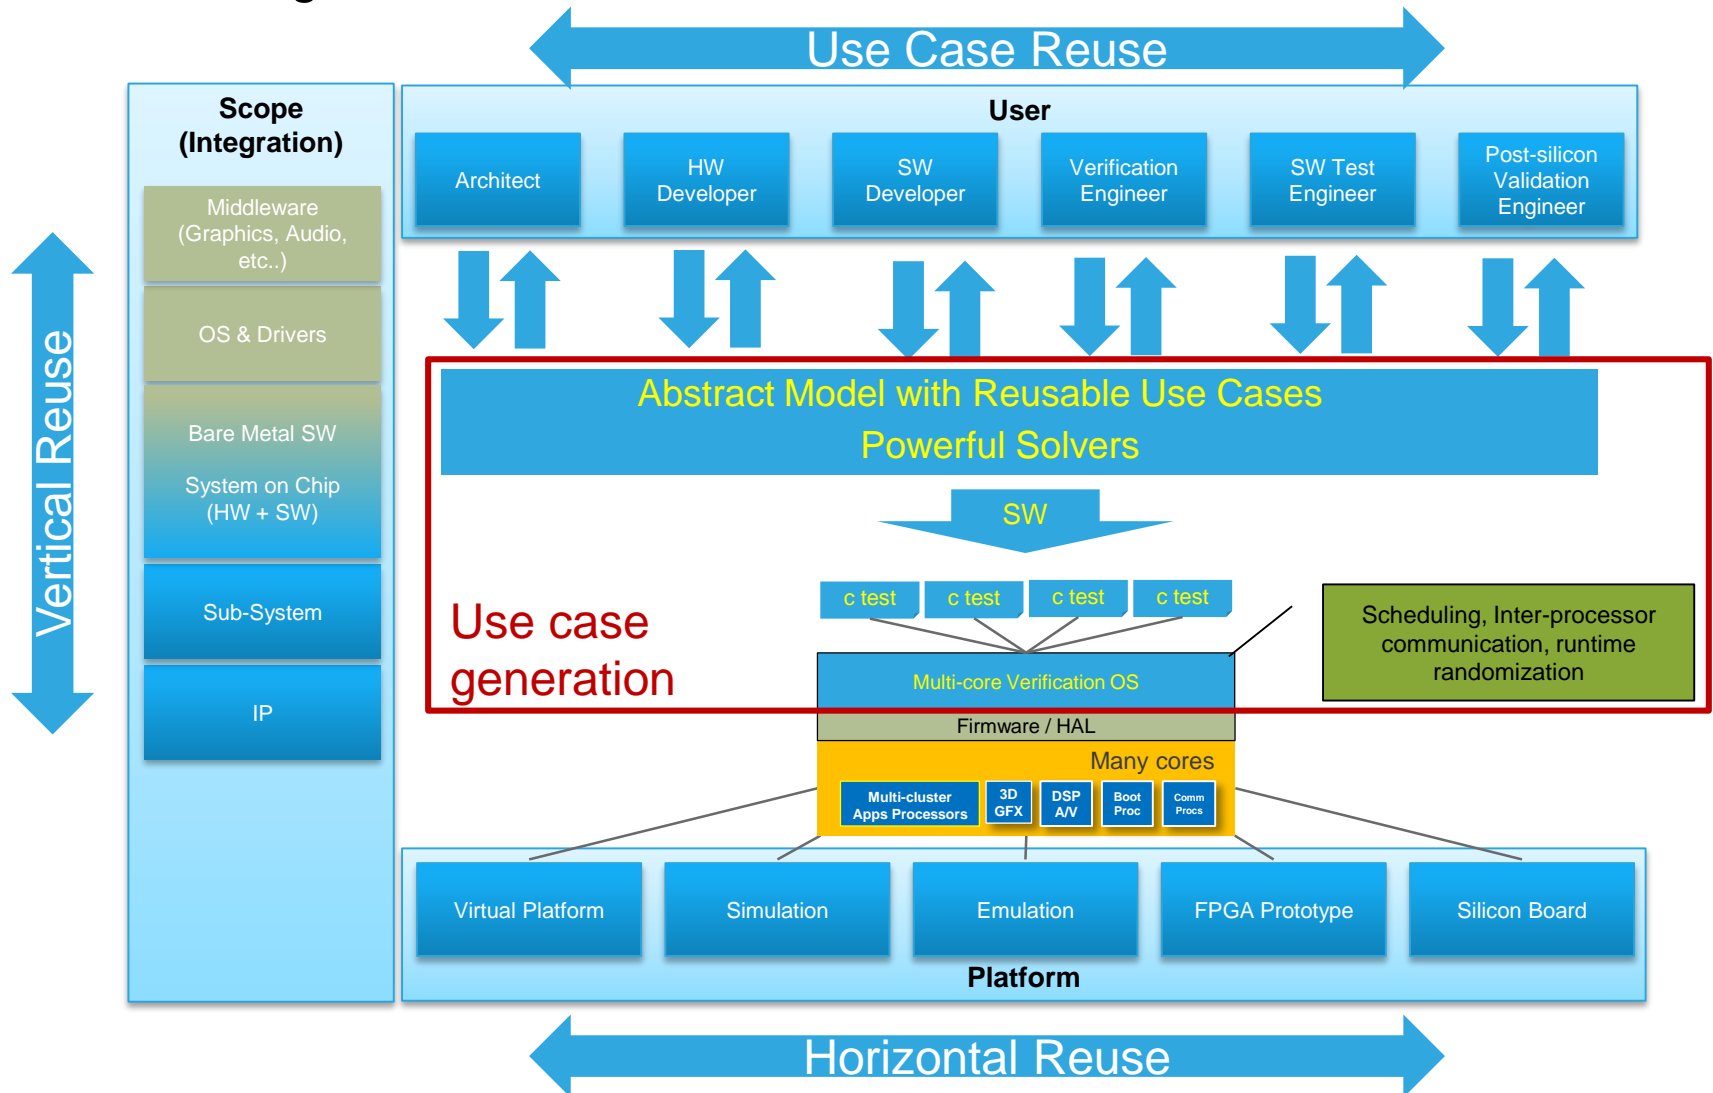 Use Case Reuse
Scope
(Integration)
User
Architect
HW
Developer
SW
Developer
Verification
Engineer
SW Test
Engineer
Post-silicon
Validation
Engineer
Middleware
(Graphics, Audio,
etc..)
OS & Drivers
Bare Metal SW
System on Chip
(HW + SW)
Sub-System
IP
Vertical Reuse
Abstract Model with Reusable Use Cases
Powerful Solvers
SW
c test
c test
c test
c test
Use case
generation
Scheduling, Inter-processor
communication, runtime
randomization
Multi-core Verification OS
Firmware / HAL
Many cores
Multi-cluster
Apps Processors
3D
GFX
DSP
A/V
Boot
Proc
Comm
Procs
Virtual Platform
Simulation
Emulation
FPGA Prototype
Silicon Board
Platform
Horizontal Reuse